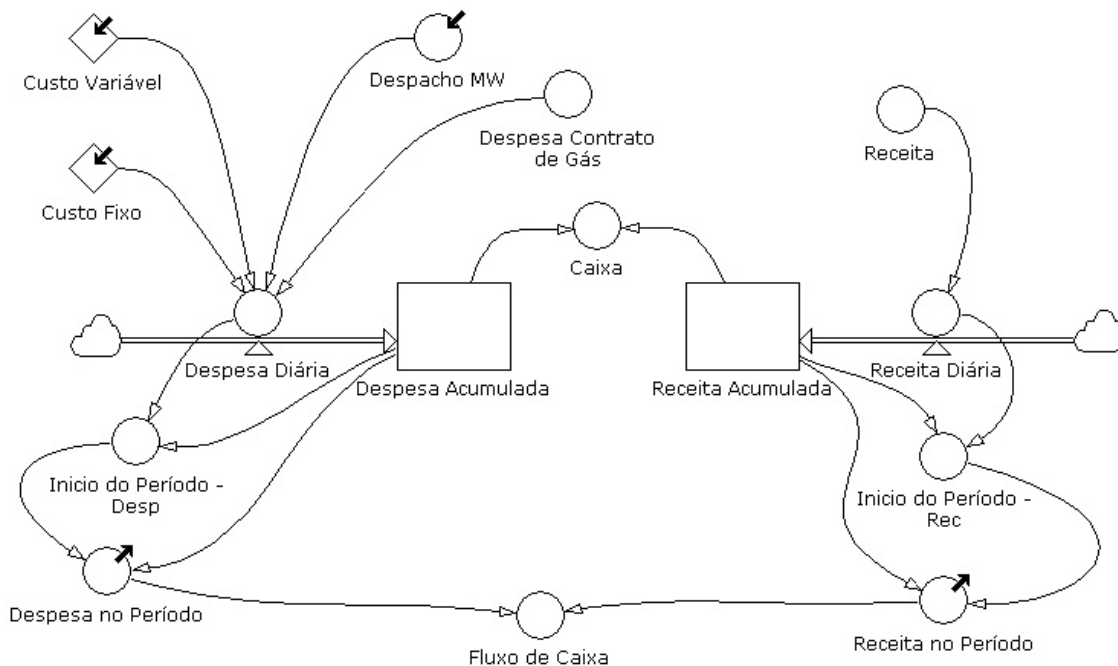 Custo Variável
Despacho MW
Despesa Contrato
de Gás
Receita
Custo Fixo
Caixa
Despesa Diária
Despesa Acumulada
Receita Acumulada
Receita Diária
Inicio do Período -
Desp
Inicio do Período -
Rec
Despesa no Período
Fluxo de Caixa
Receita no Período